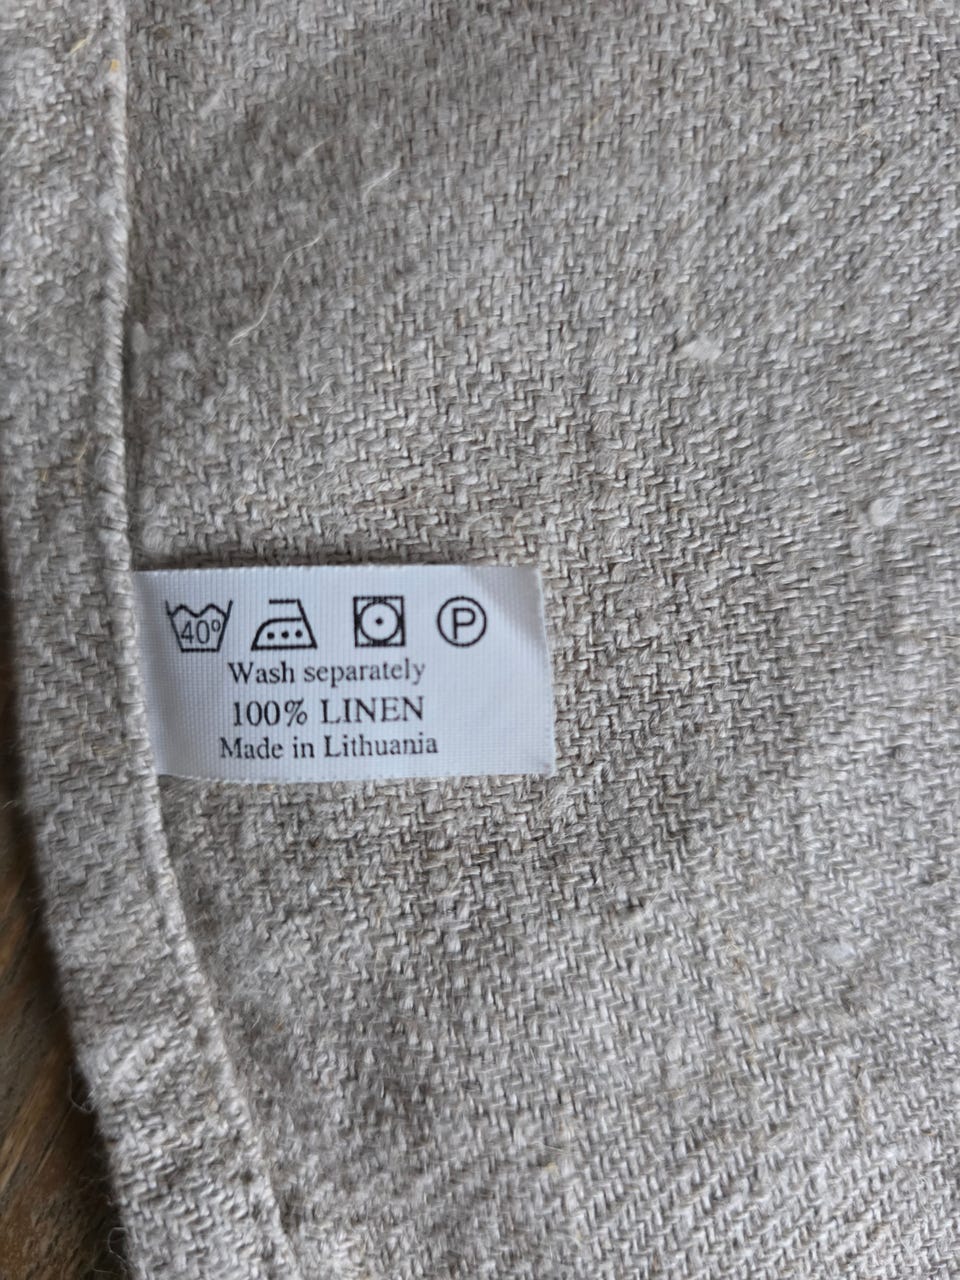 40°
P
Wash separately
100% LINEN
Made in Lithuania